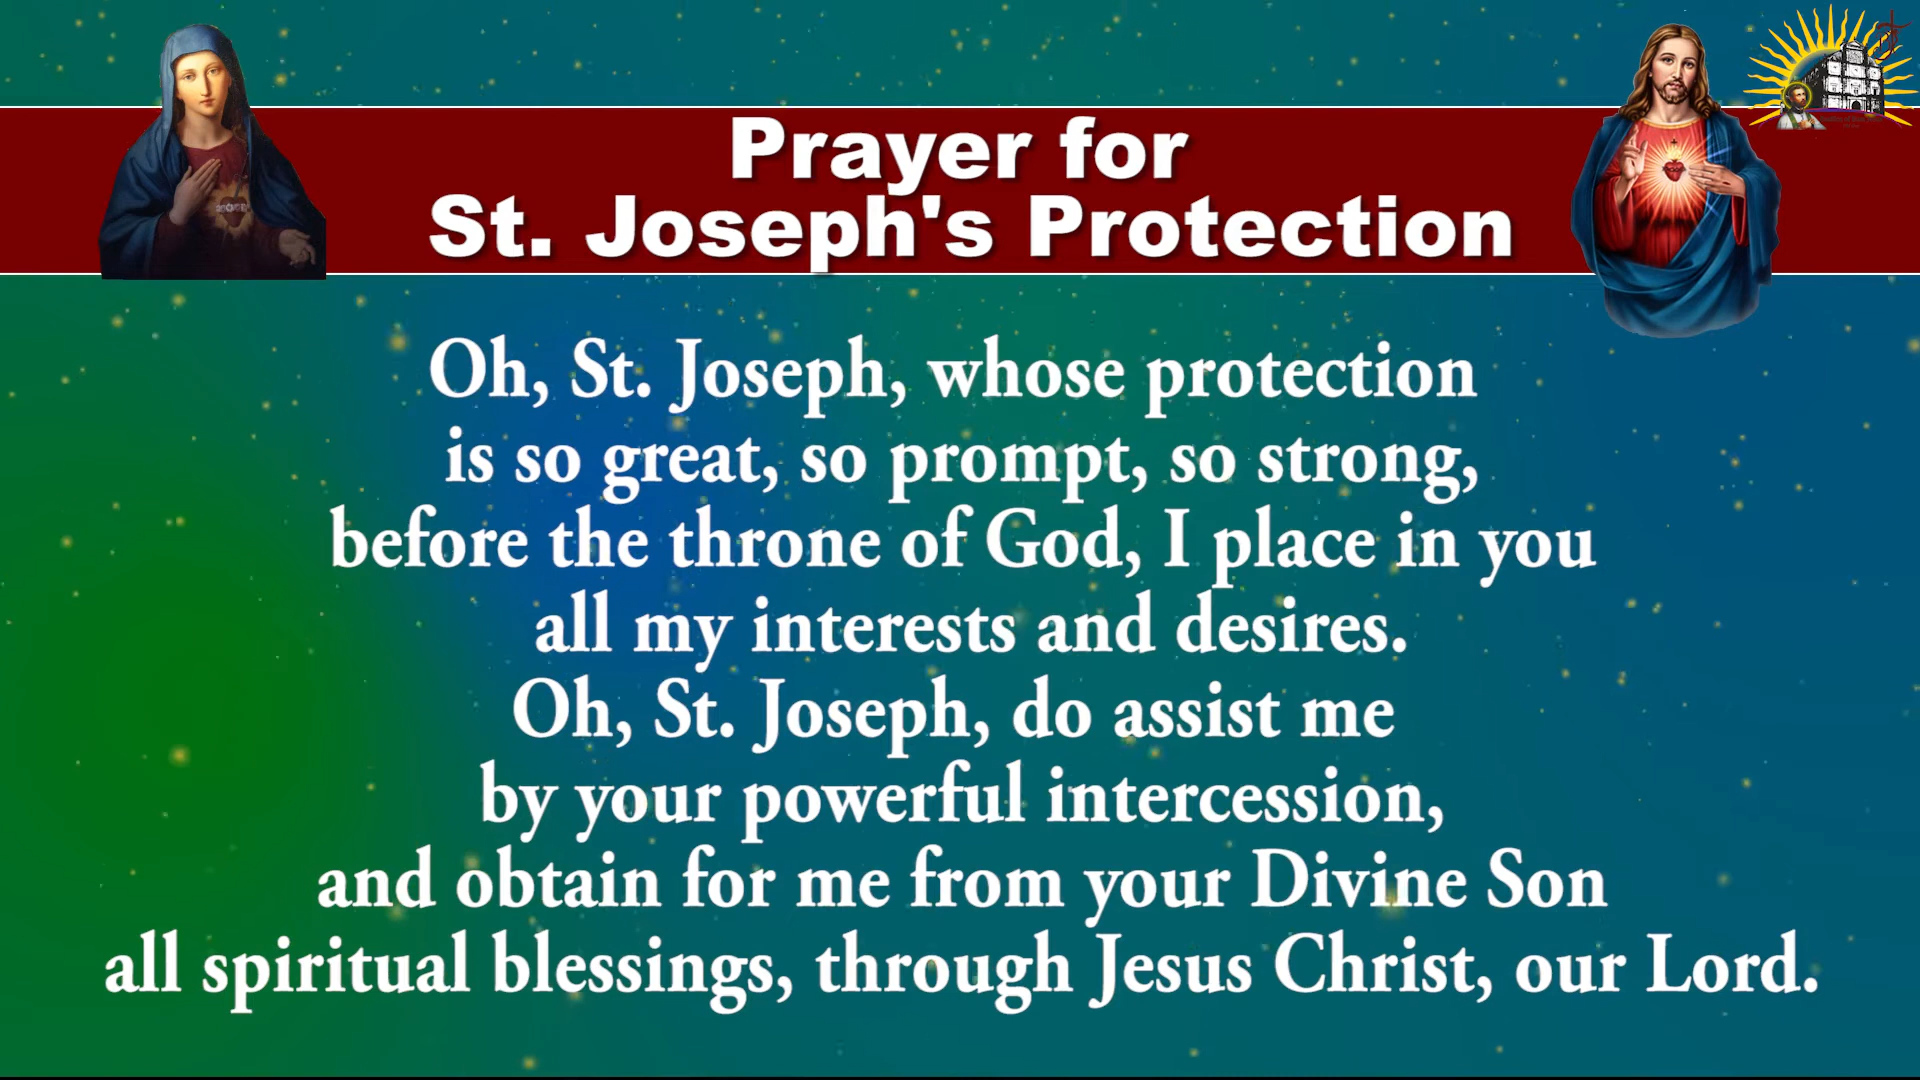 Prayer for
St. Joseph's Protection
Oh, St. Joseph, whose protection
is so great, so prompt, so strong,
before the throne of God, I place in you
all my interests and desires.
Oh, St. Joseph, do assist me
by your powerful intercession,
and obtain for me from your Divine Son
all spiritual blessings, through Jesus Christ, our Lord.